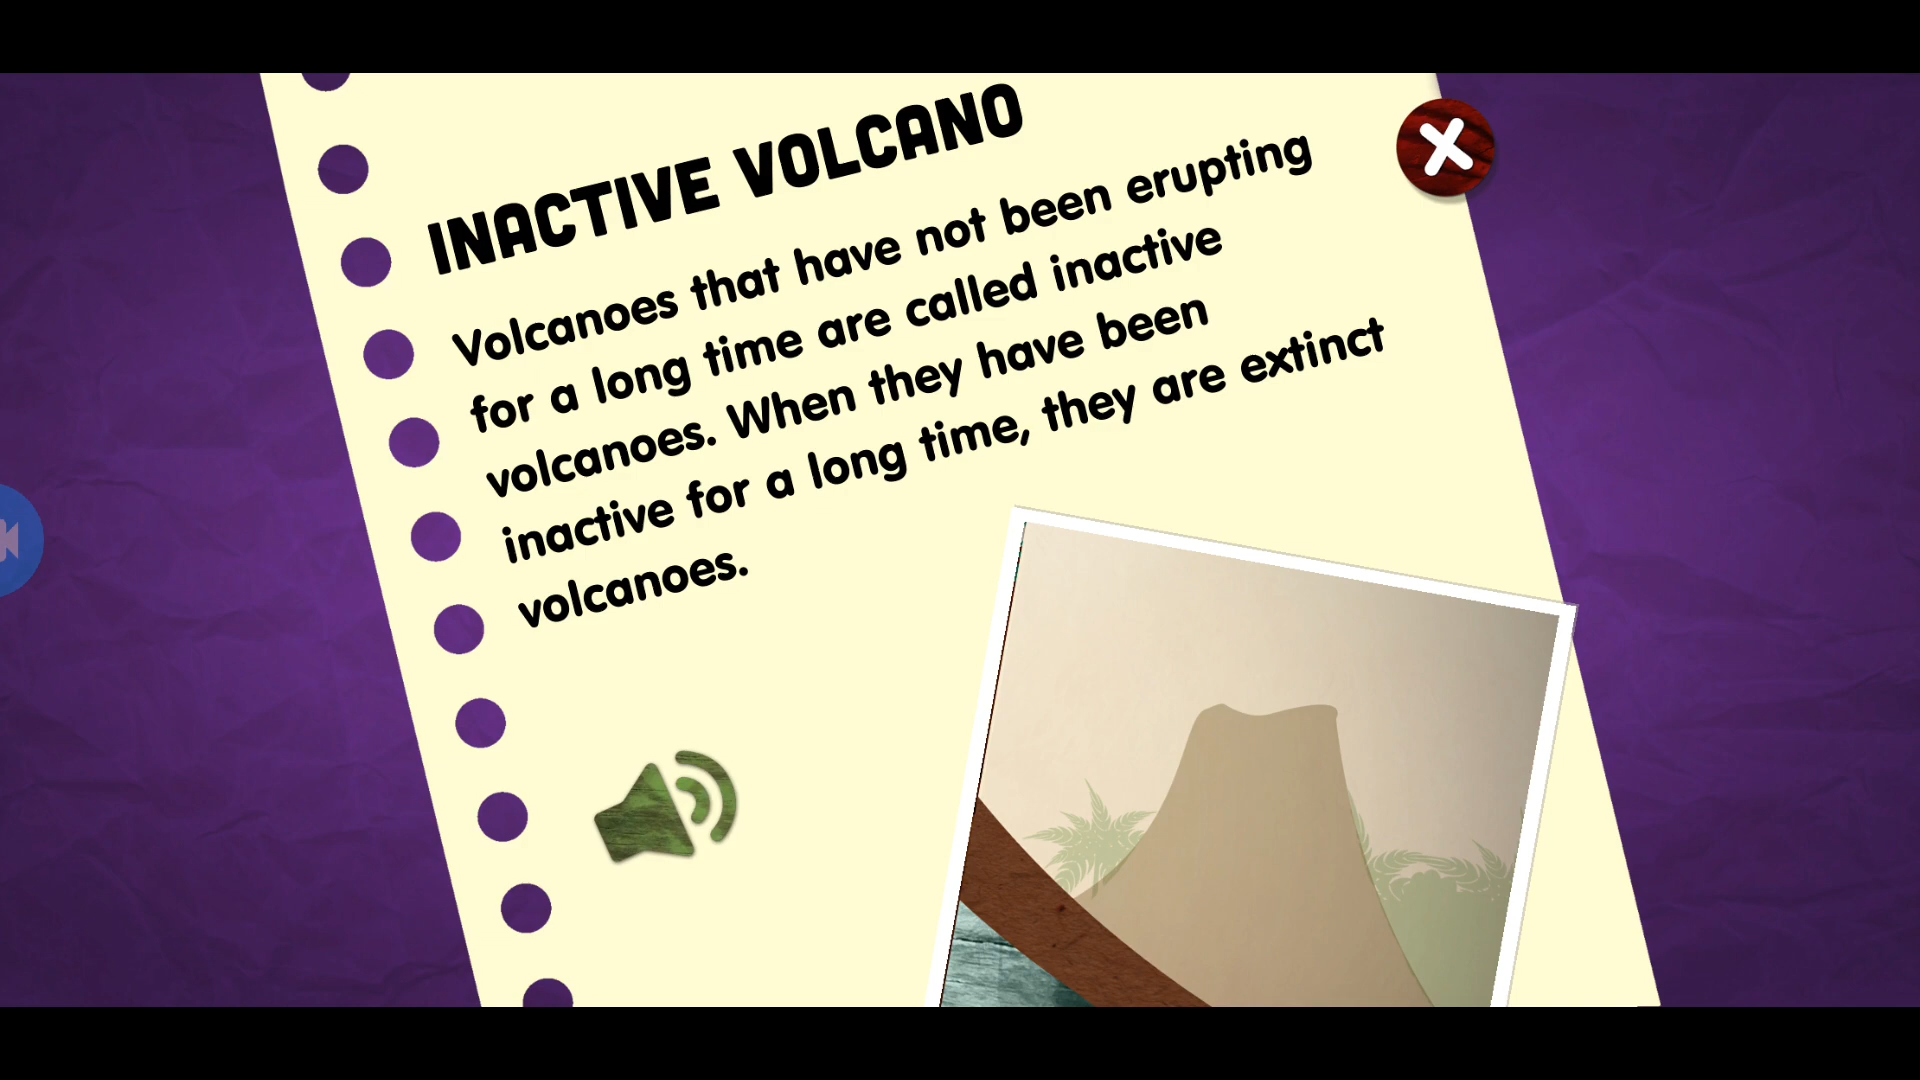 INACTIVE VOLCANO
Volcanoes that have not been erupting
for a long time are called inactive
volcanoes. When they have been
inactive for a long time, they are extinct
volcanoes.